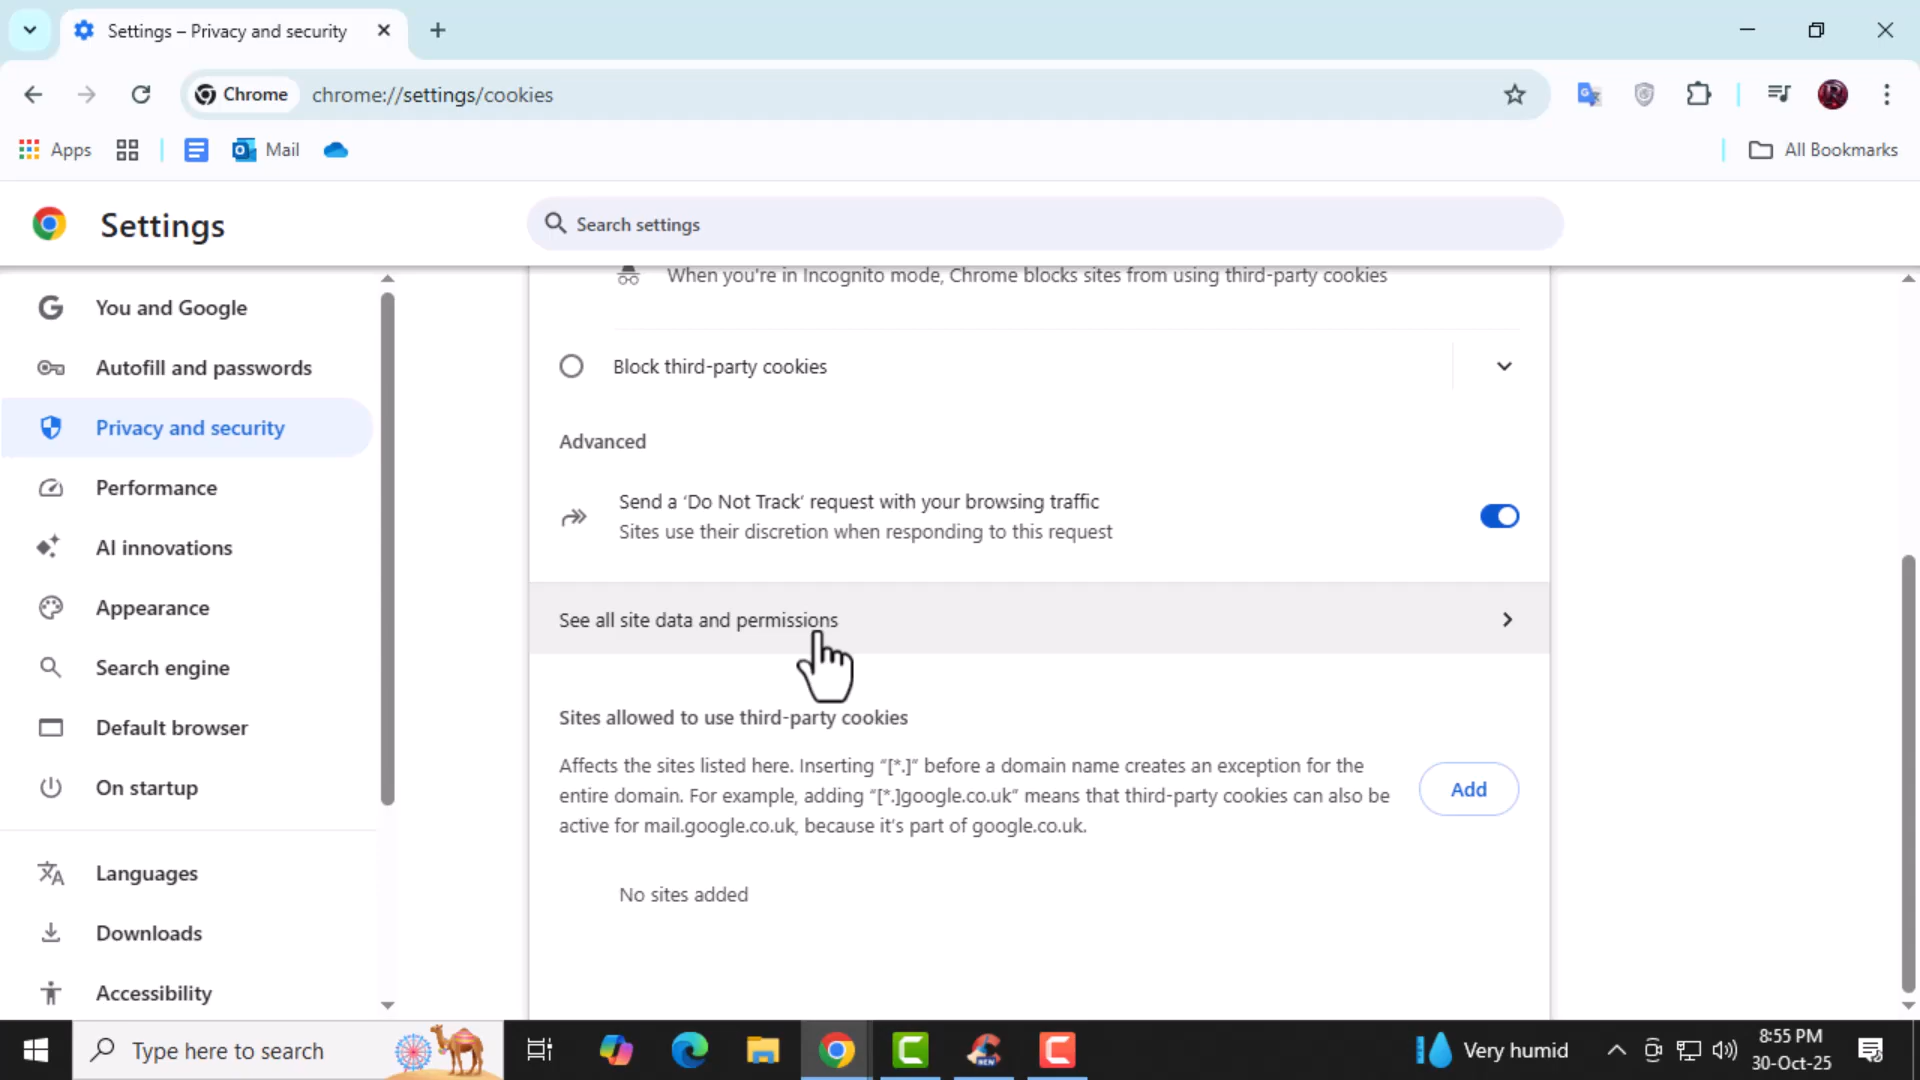 Settings – Privacy and security
Chrome
chrome://settings/cookies
Apps
Mail
All Bookmarks
Settings
Search settings
You and Google
Autofill and passwords
Privacy and security
Performance
AI innovations
Appearance
Search engine
Default browser
On startup
Languages
Downloads
Accessibility
When you're in Incognito mode, Chrome blocks sites from using third-party cookies
Block third-party cookies
Advanced
Send a ‘Do Not Track’ request with your browsing traffic
Sites use their discretion when responding to this request
See all site data and permissions
Sites allowed to use third-party cookies
Affects the sites listed here. Inserting “[*.]” before a domain name creates an exception for the
entire domain. For example, adding “[*.]google.co.uk” means that third-party cookies can also be
active for mail.google.co.uk, because it’s part of google.co.uk.
Add
No sites added
Type here to search
Very humid
8:55 PM
30-Oct-25